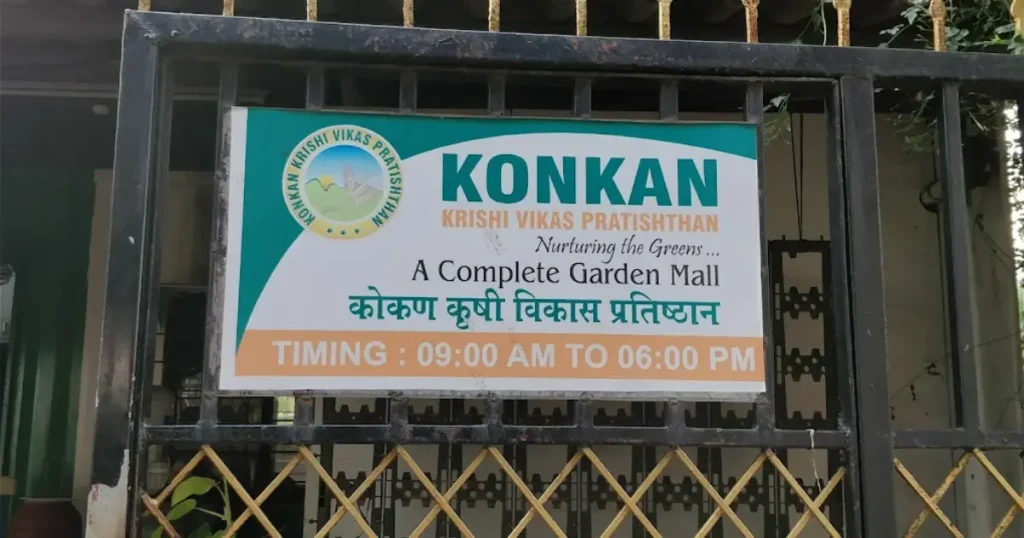 KONKAN KRISHI VIKAS PRATISHTHAN
KONKAN
KRISHI VIKAS PRATISHTHAN
Nurturing the Greens...
A Complete Garden Mall
कोकण कृषी विकास प्रतिष्टान
TIMING : 09:00 AM TO 06:00 PM